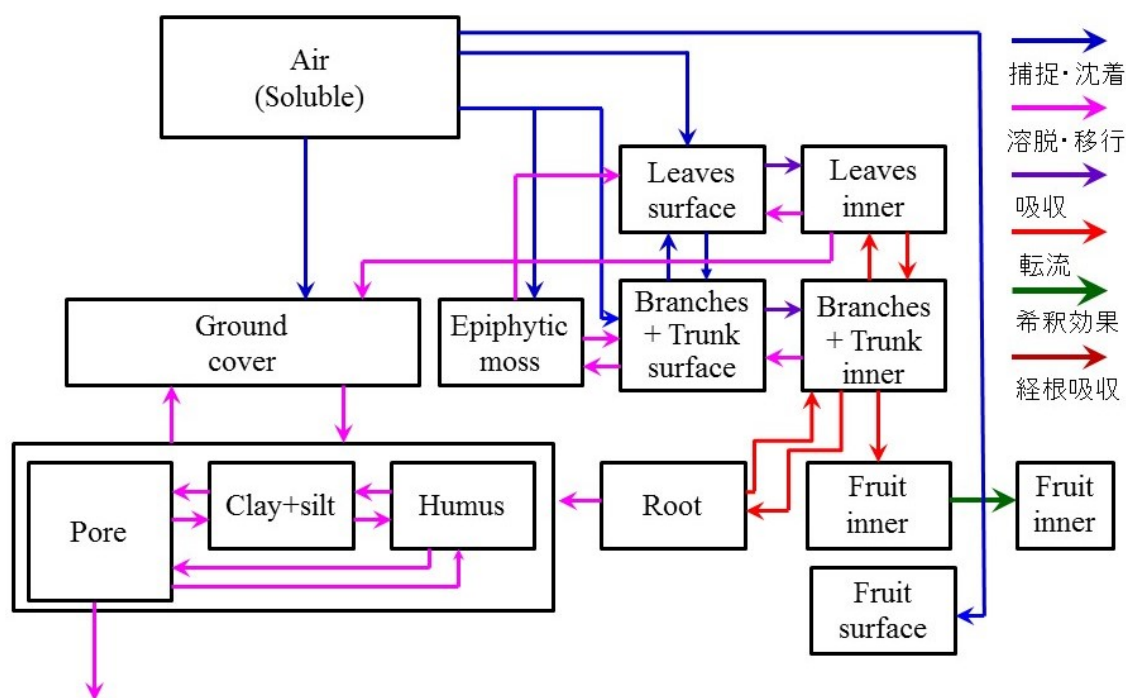 Air
(Soluble)
捕捉・沈着
溶脱・移行
吸収
転流
希釈効果
経根吸収
Leaves
surface
Leaves
inner
Ground
cover
Epiphytic
moss
Branches
+ Trunk
surface
Branches
+ Trunk
inner
Pore
Clay+silt
Humus
Root
Fruit
inner
Fruit
inner
Fruit
surface